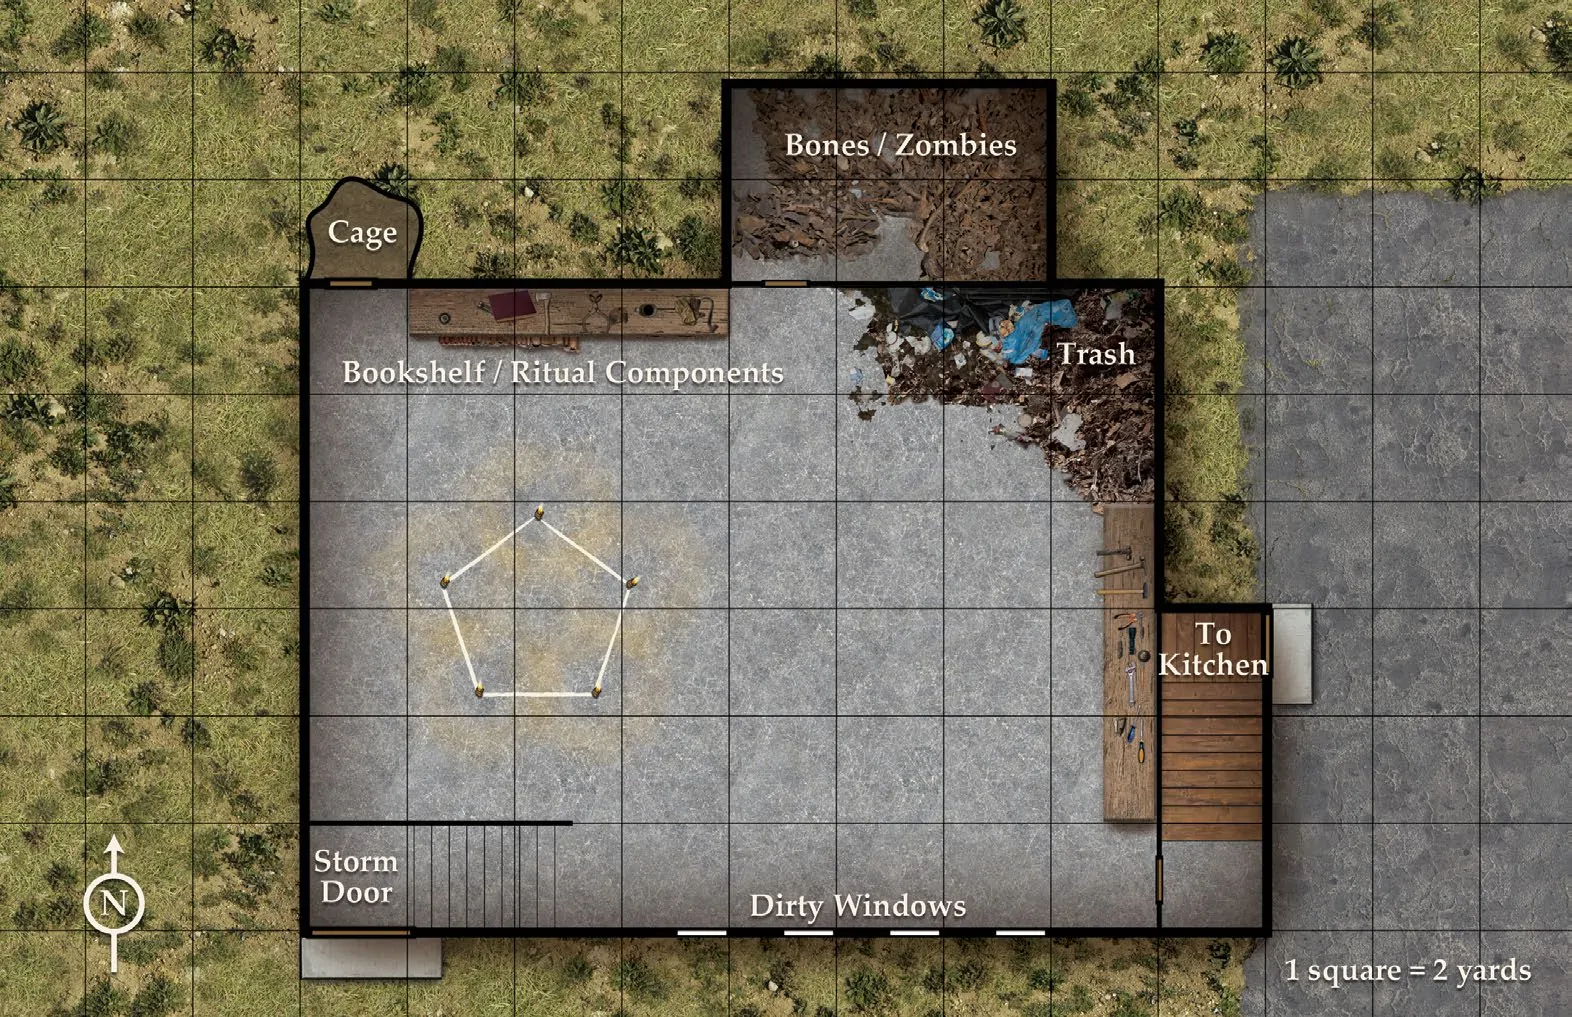 Bones / Zombies
Cage
Trash
Bookshelf / Ritual Components
To
Kitchen
Storm
Door
N
Dirty Windows
1 square = 2 yards